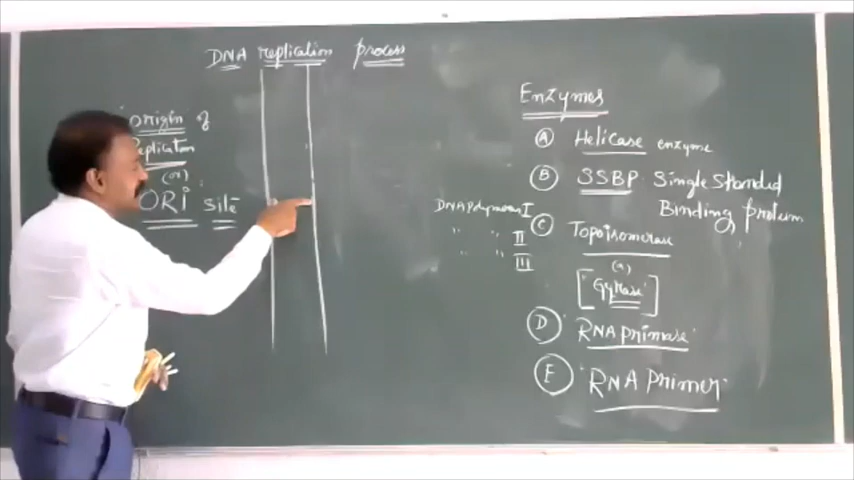 DNA replication process
origin of
Replication
(or)
ORi site
Enzymes
A Helicase enzyme
B SSBP. Single Standed
Binding protein
DNA Polymerase I
" " II
" " III
C Topoisomerase
(or)
[Gyrase]
D RNA primase
E RNA Primer